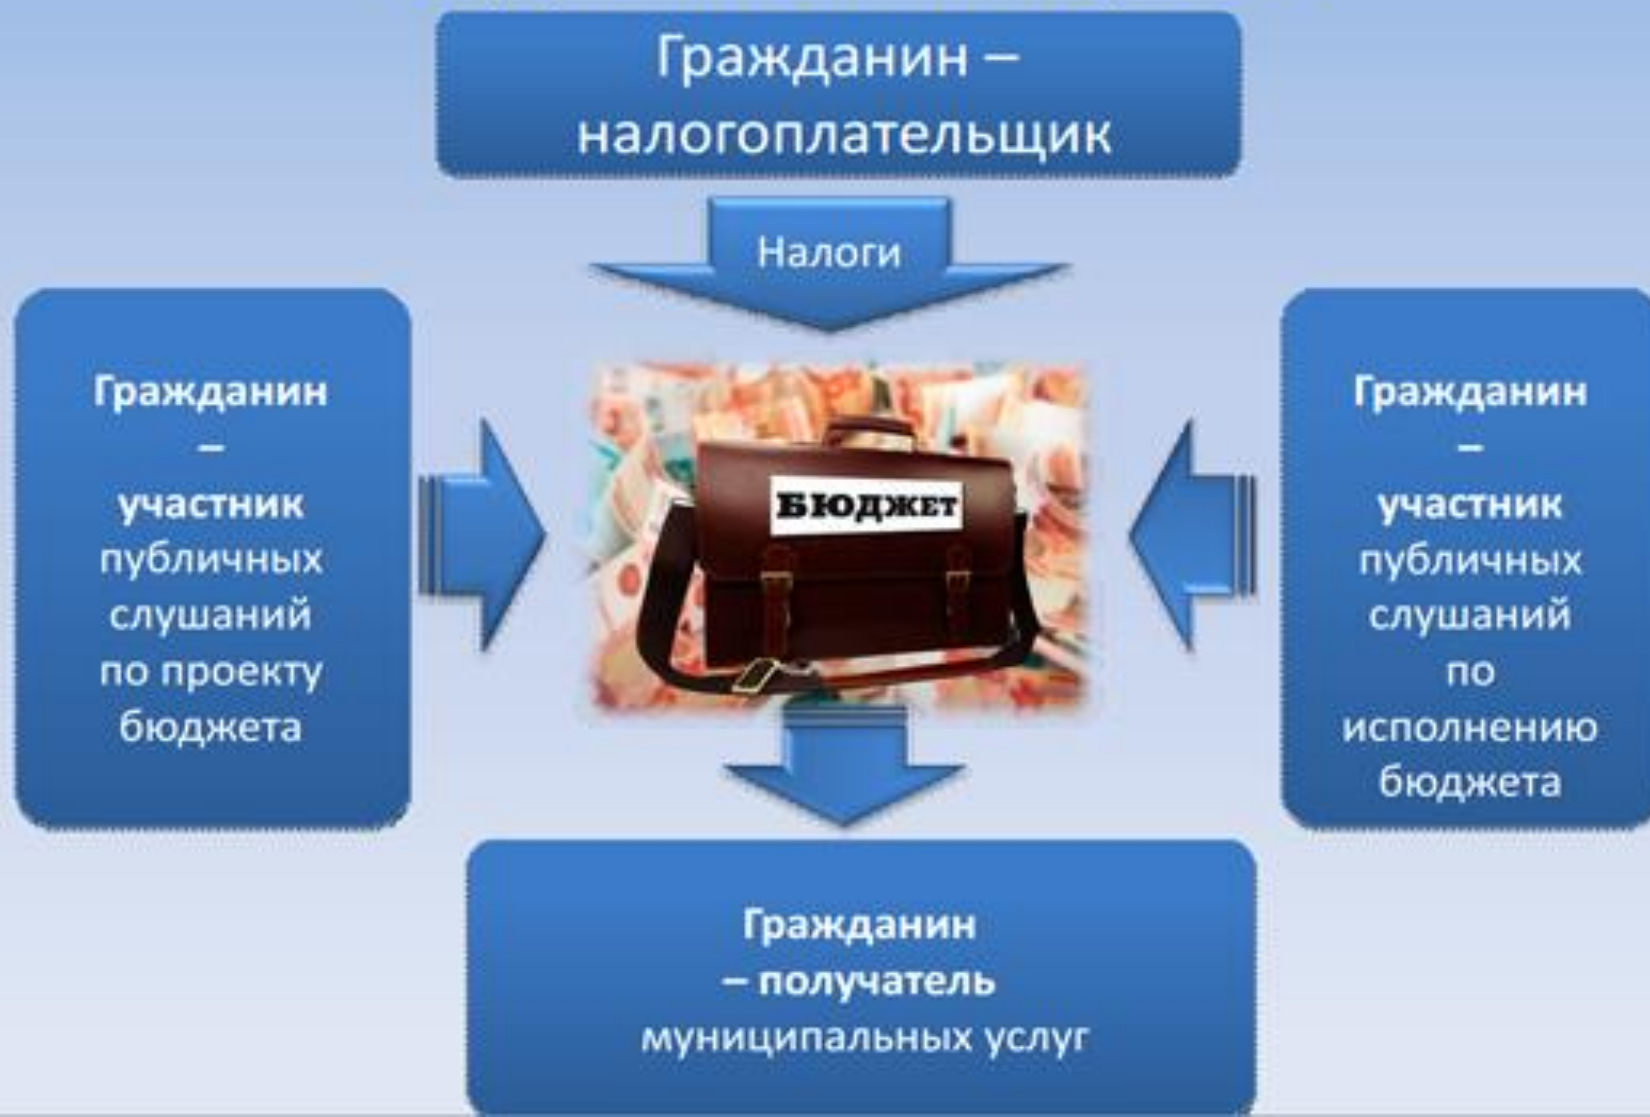 Гражданин –
налогоплательщик
Налоги
Гражданин
–
участник
публичных
слушаний
по проекту
бюджета
БЮДЖЕТ
Гражданин
–
участник
публичных
слушаний
по
исполнению
бюджета
Гражданин
– получатель
муниципальных услуг